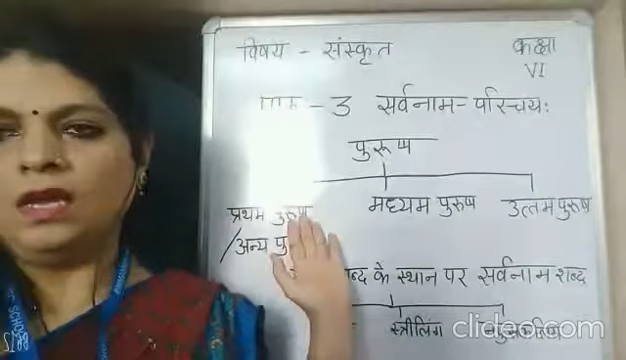 विषय - संस्कृत
कक्षा
VI
- 3 सर्वनाम - परिचय:
पुरुष
प्रथम पुरुष
मध्यम पुरुष
उत्तम पुरुष
/अन्य
के स्थान पर सर्वनाम शब्द
स्त्रीलिंग
clideo.com